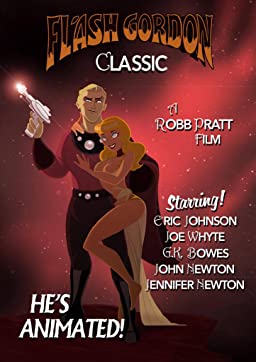 FLASH GORDON
CLASSIC
A
ROBB PRATT
FILM
Starring!
ERIC JOHNSON
JOE WHYTE
G.K. BOWES
JOHN NEWTON
JENNIFER NEWTON
HE'S
ANIMATED!